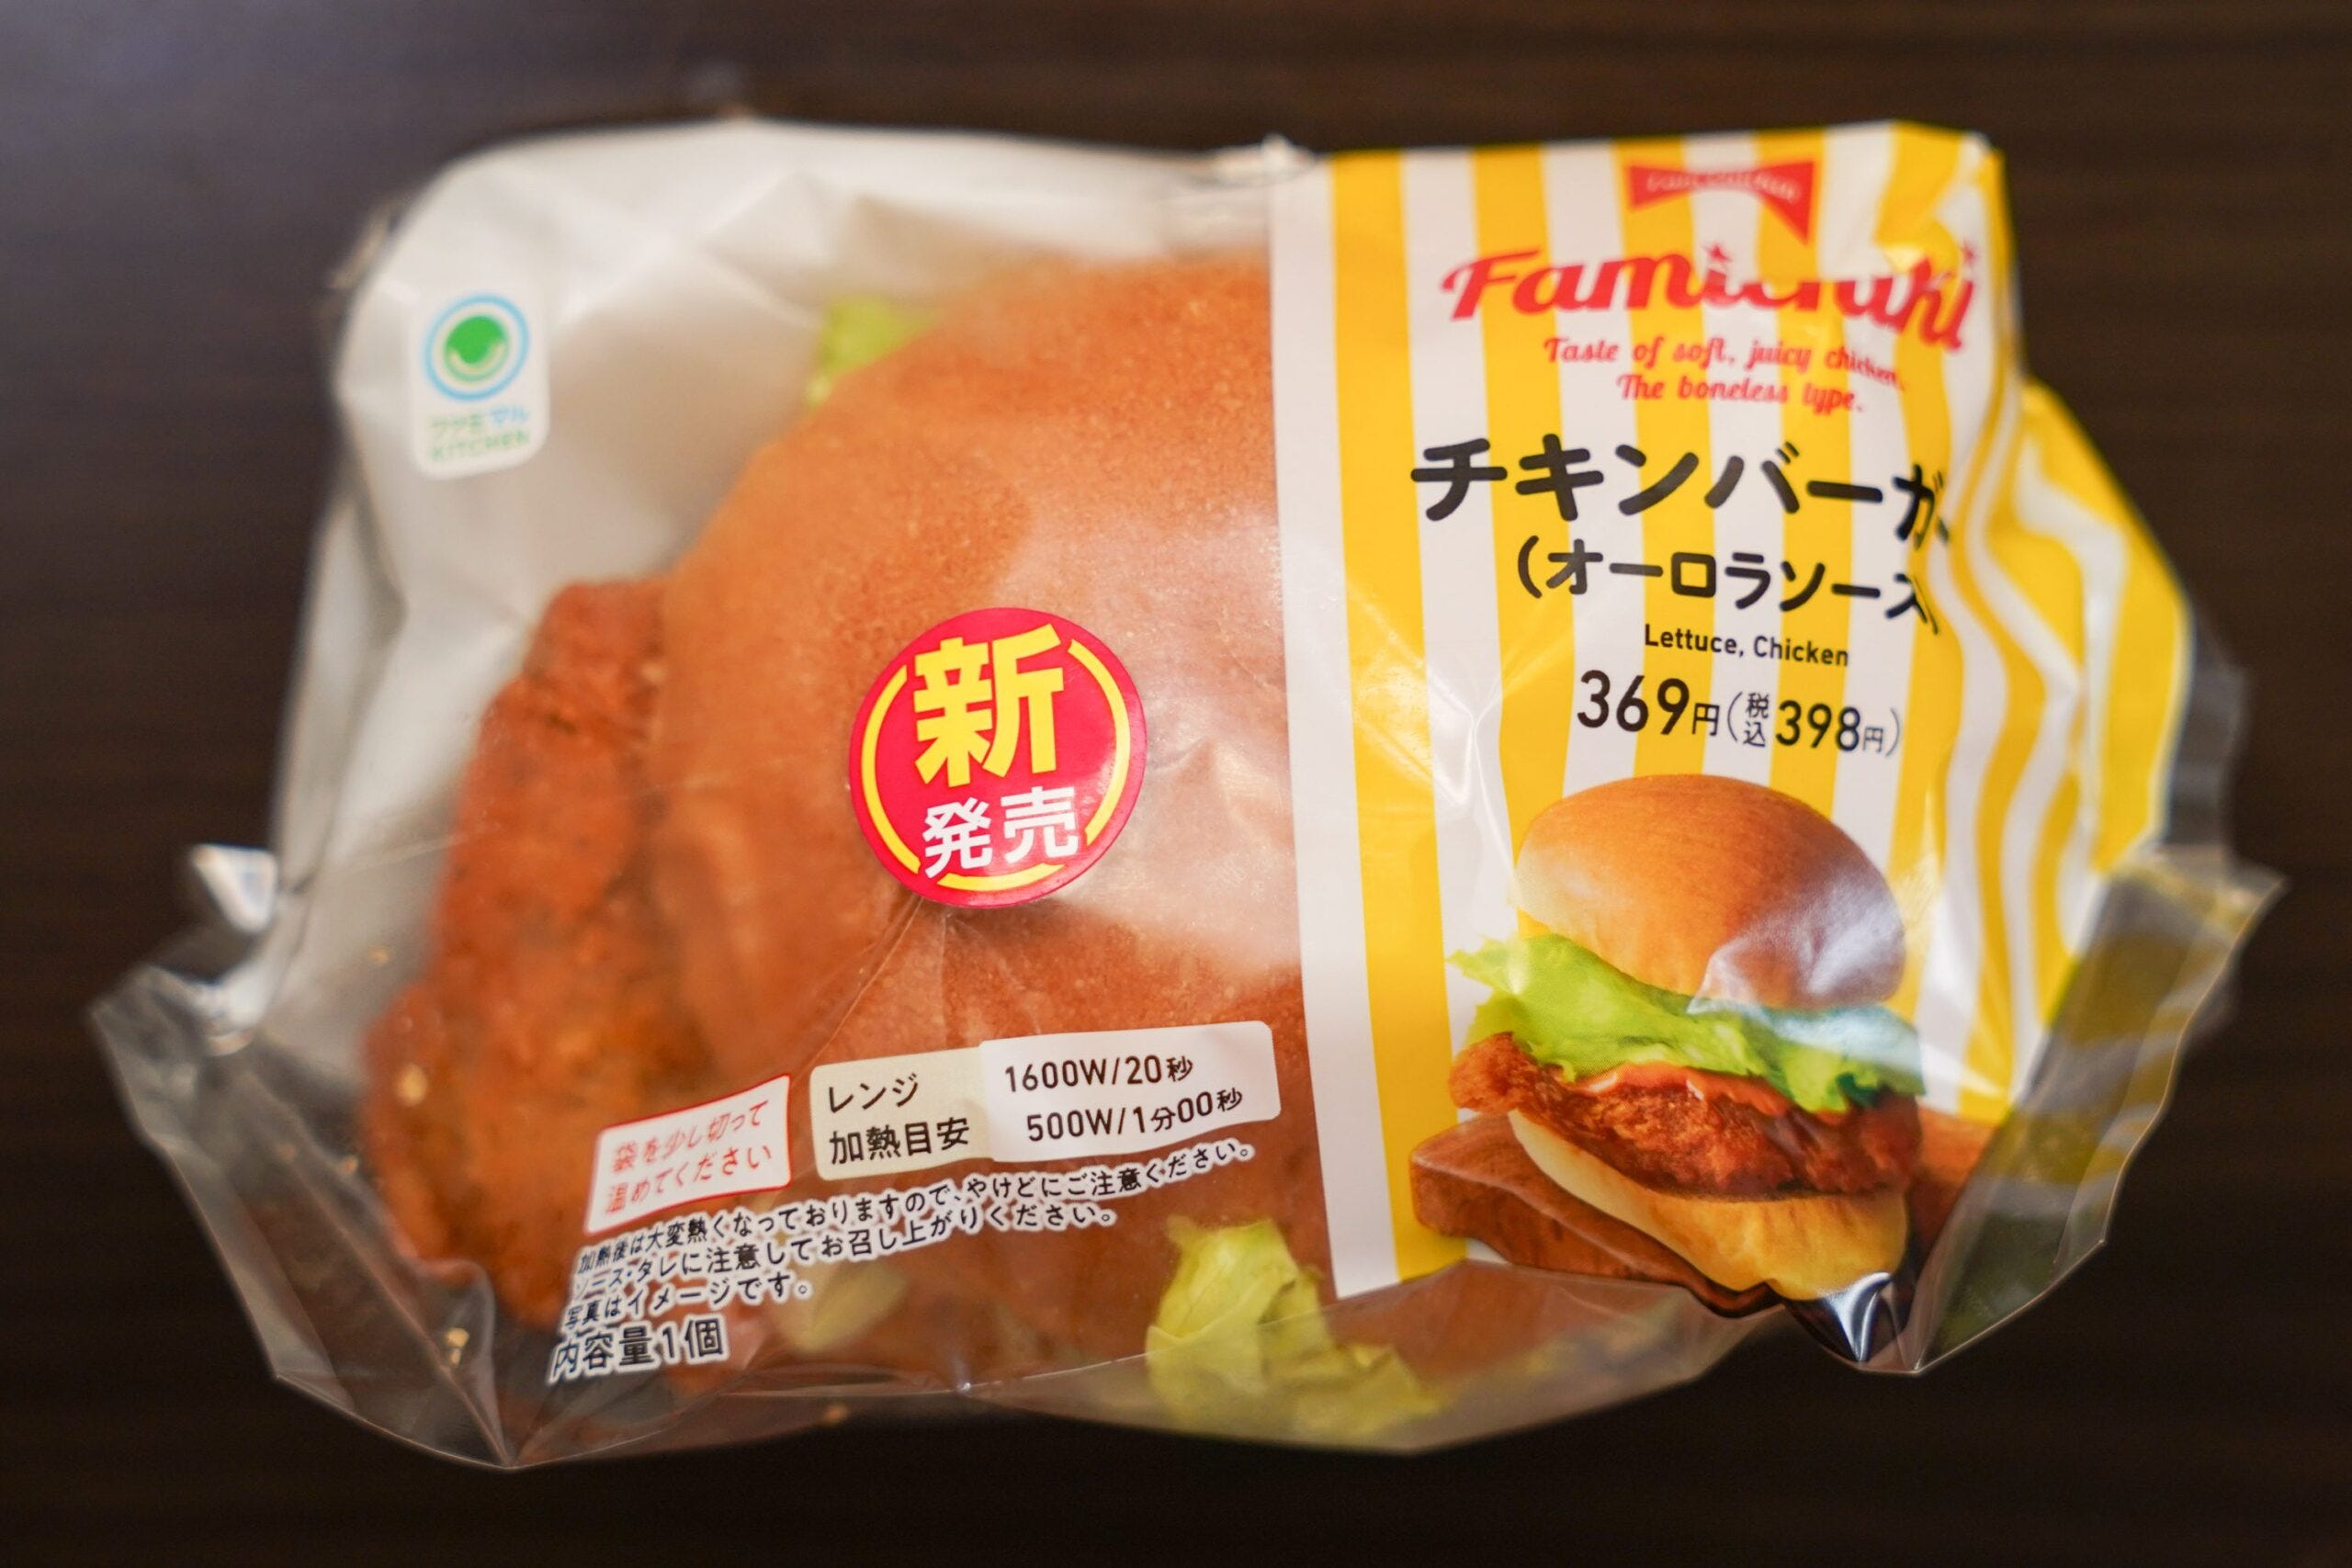 ファミマル
KITCHEN
新
発売
袋を少し切って
温めてください
レンジ
加熱目安
1600W/20秒
500W/1分00秒
加熱後は大変熱くなっておりますので、やけどにご注意ください。
ソース・タレに注意してお召し上がりください。
写真はイメージです。
内容量1個
Famichiki
Taste of soft, juicy chicken.
The boneless type.
チキンバーガ
(オーロラソース)
Lettuce, Chicken
369円(税込398円)